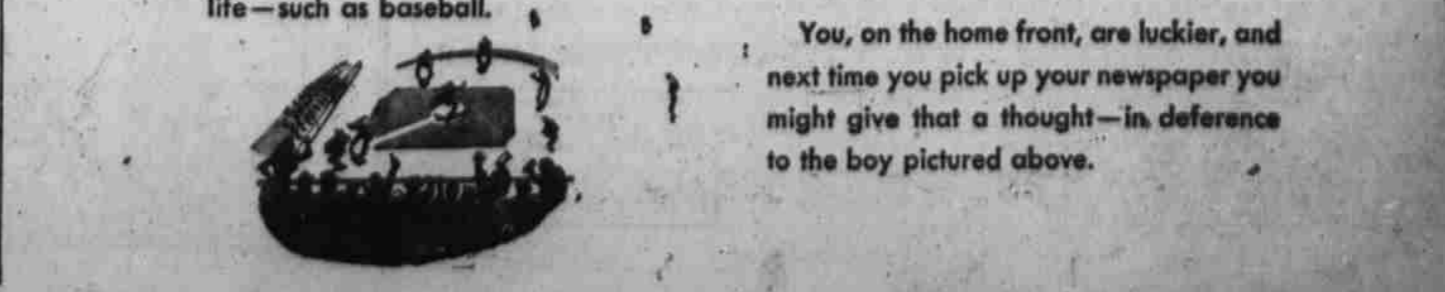 life—such as baseball.
You, on the home front, are luckier, and
next time you pick up your newspaper you
might give that a thought—in deference
to the boy pictured above.